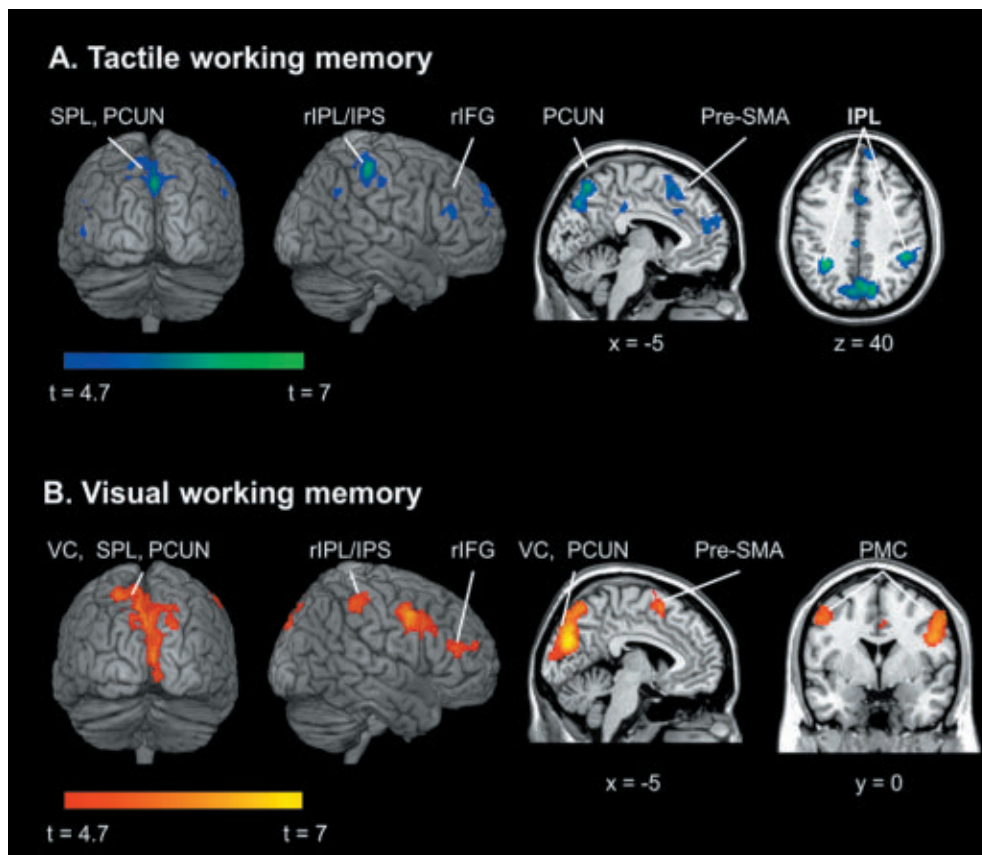 A. Tactile working memory
SPL, PCUN rIPL/IPS rIFG PCUN Pre-SMA IPL
x = -5 z = 40
t = 4.7 t = 7
B. Visual working memory
VC, SPL, PCUN rIPL/IPS rIFG VC, PCUN Pre-SMA PMC
x = -5 y = 0
t = 4.7 t = 7